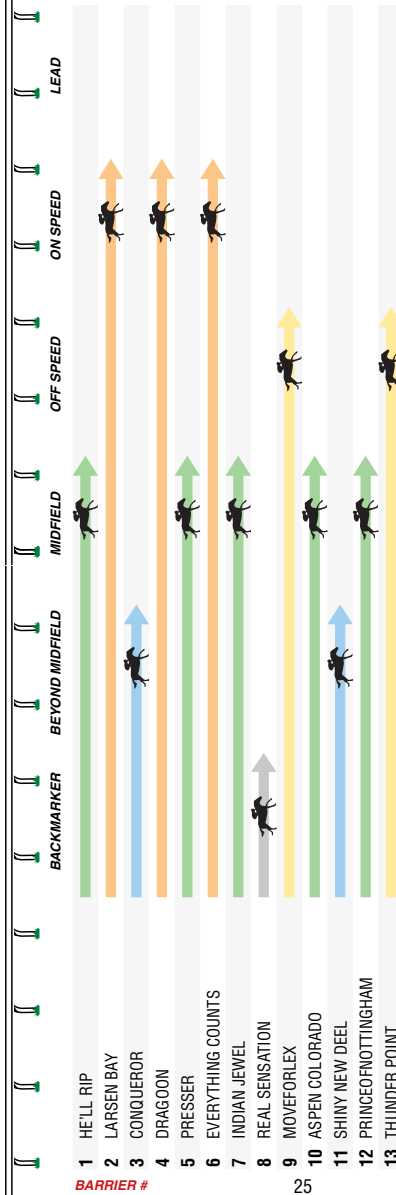 LEAD
ON SPEED
OFF SPEED
MIDFIELD
BEYOND MIDFIELD
BACKMARKER
1 HE'LL RIP
2 LARSEN BAY
3 CONQUEROR
4 DRAGOON
5 PRESSER
6 EVERYTHING COUNTS
7 INDIAN JEWEL
8 REAL SENSATION
9 MOVEFORLEX
10 ASPEN COLORADO
11 SHINY NEW DEEL
12 PRINCEOFNOTTINGHAM
13 THUNDER POINT
BARRIER #
25